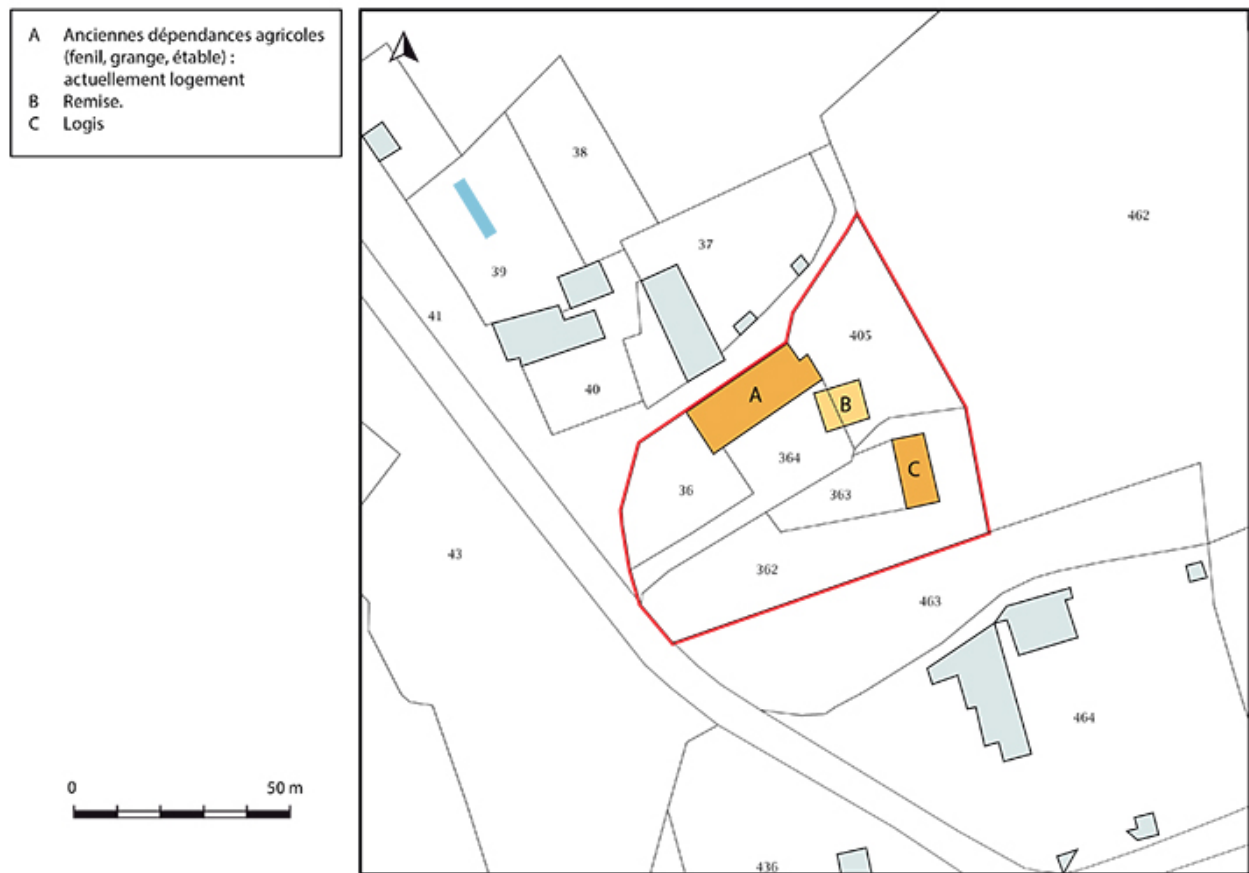 A Anciennes dépendances agricoles
(fenil, grange, étable) :
actuellement logement
B Remise.
C Logis
38
462
37
39
41
405
40
A
B
364
C
36
363
43
362
463
464
0 50 m
436